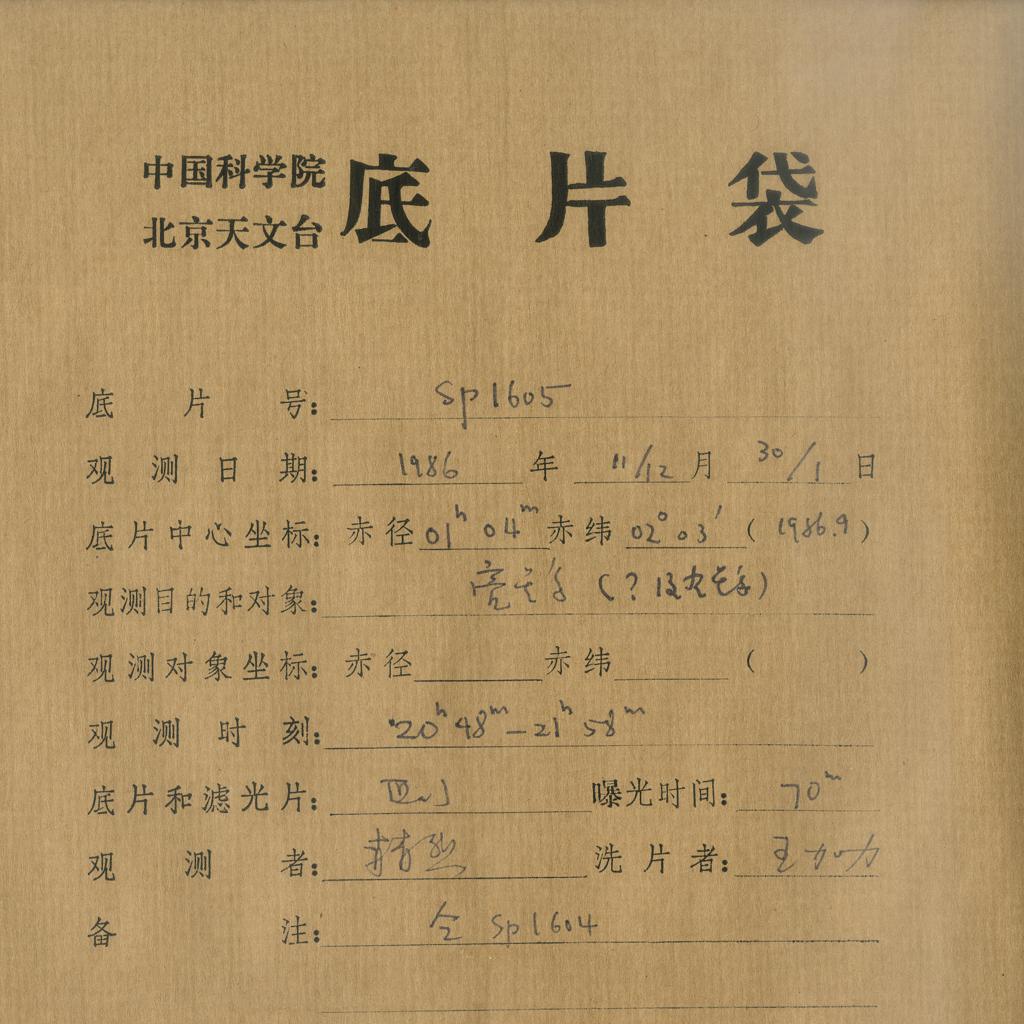 中国科学院
北京天文台
底片袋
底片号: Sp1605
观测日期: 1986 年 11/12 月 30/1 日
底片中心坐标: 赤径 01h 04m 赤纬 02° 03′ (1986.9)
观测目的和对象:
观测对象坐标: 赤径 赤纬 ( )
观测时刻: 20h 48m — 21h 58m
底片和滤光片: 曝光时间: 70m
观测者: 洗片者:
备注: 仝 Sp1604